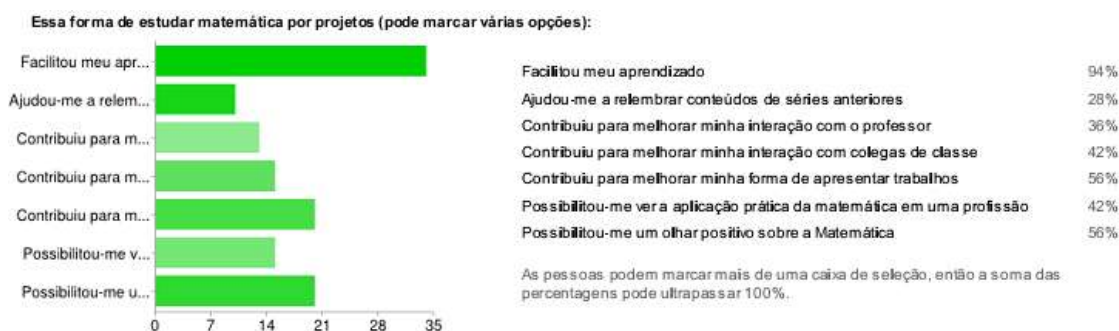 Essa forma de estudar matemática por projetos (pode marcar várias opções):
Facilitou meu apr...
Ajudou-me a relem...
Contribuiu para m...
Contribuiu para m...
Contribuiu para m...
Possibilitou-me v...
Possibilitou-me u...
0 7 14 21 28 35
Facilitou meu aprendizado 94%
Ajudou-me a relembrar conteúdos de séries anteriores 28%
Contribuiu para melhorar minha interação com o professor 36%
Contribuiu para melhorar minha interação com colegas de classe 42%
Contribuiu para melhorar minha forma de apresentar trabalhos 56%
Possibilitou-me ver a aplicação prática da matemática em uma profissão 42%
Possibilitou-me um olhar positivo sobre a Matemática 56%
As pessoas podem marcar mais de uma caixa de seleção, então a soma das
percentagens pode ultrapassar 100%.